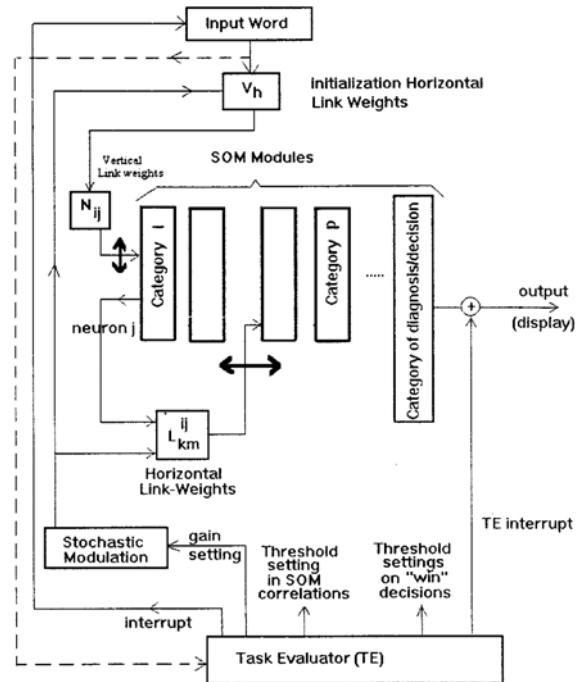 Input Word
V h
initialization Horizontal
Link Weights
SOM Modules
Vertical
Link weights
N ij
Category i
Category p
.....
Category of diagnosis/decision
+
output
(display)
neuron j
L ij km
Horizontal
Link-Weights
TE interrupt
Stochastic
Modulation
gain
setting
Threshold
setting
in SOM
correlations
Threshold
settings
on "win"
decisions
interrupt
Task Evaluator (TE)